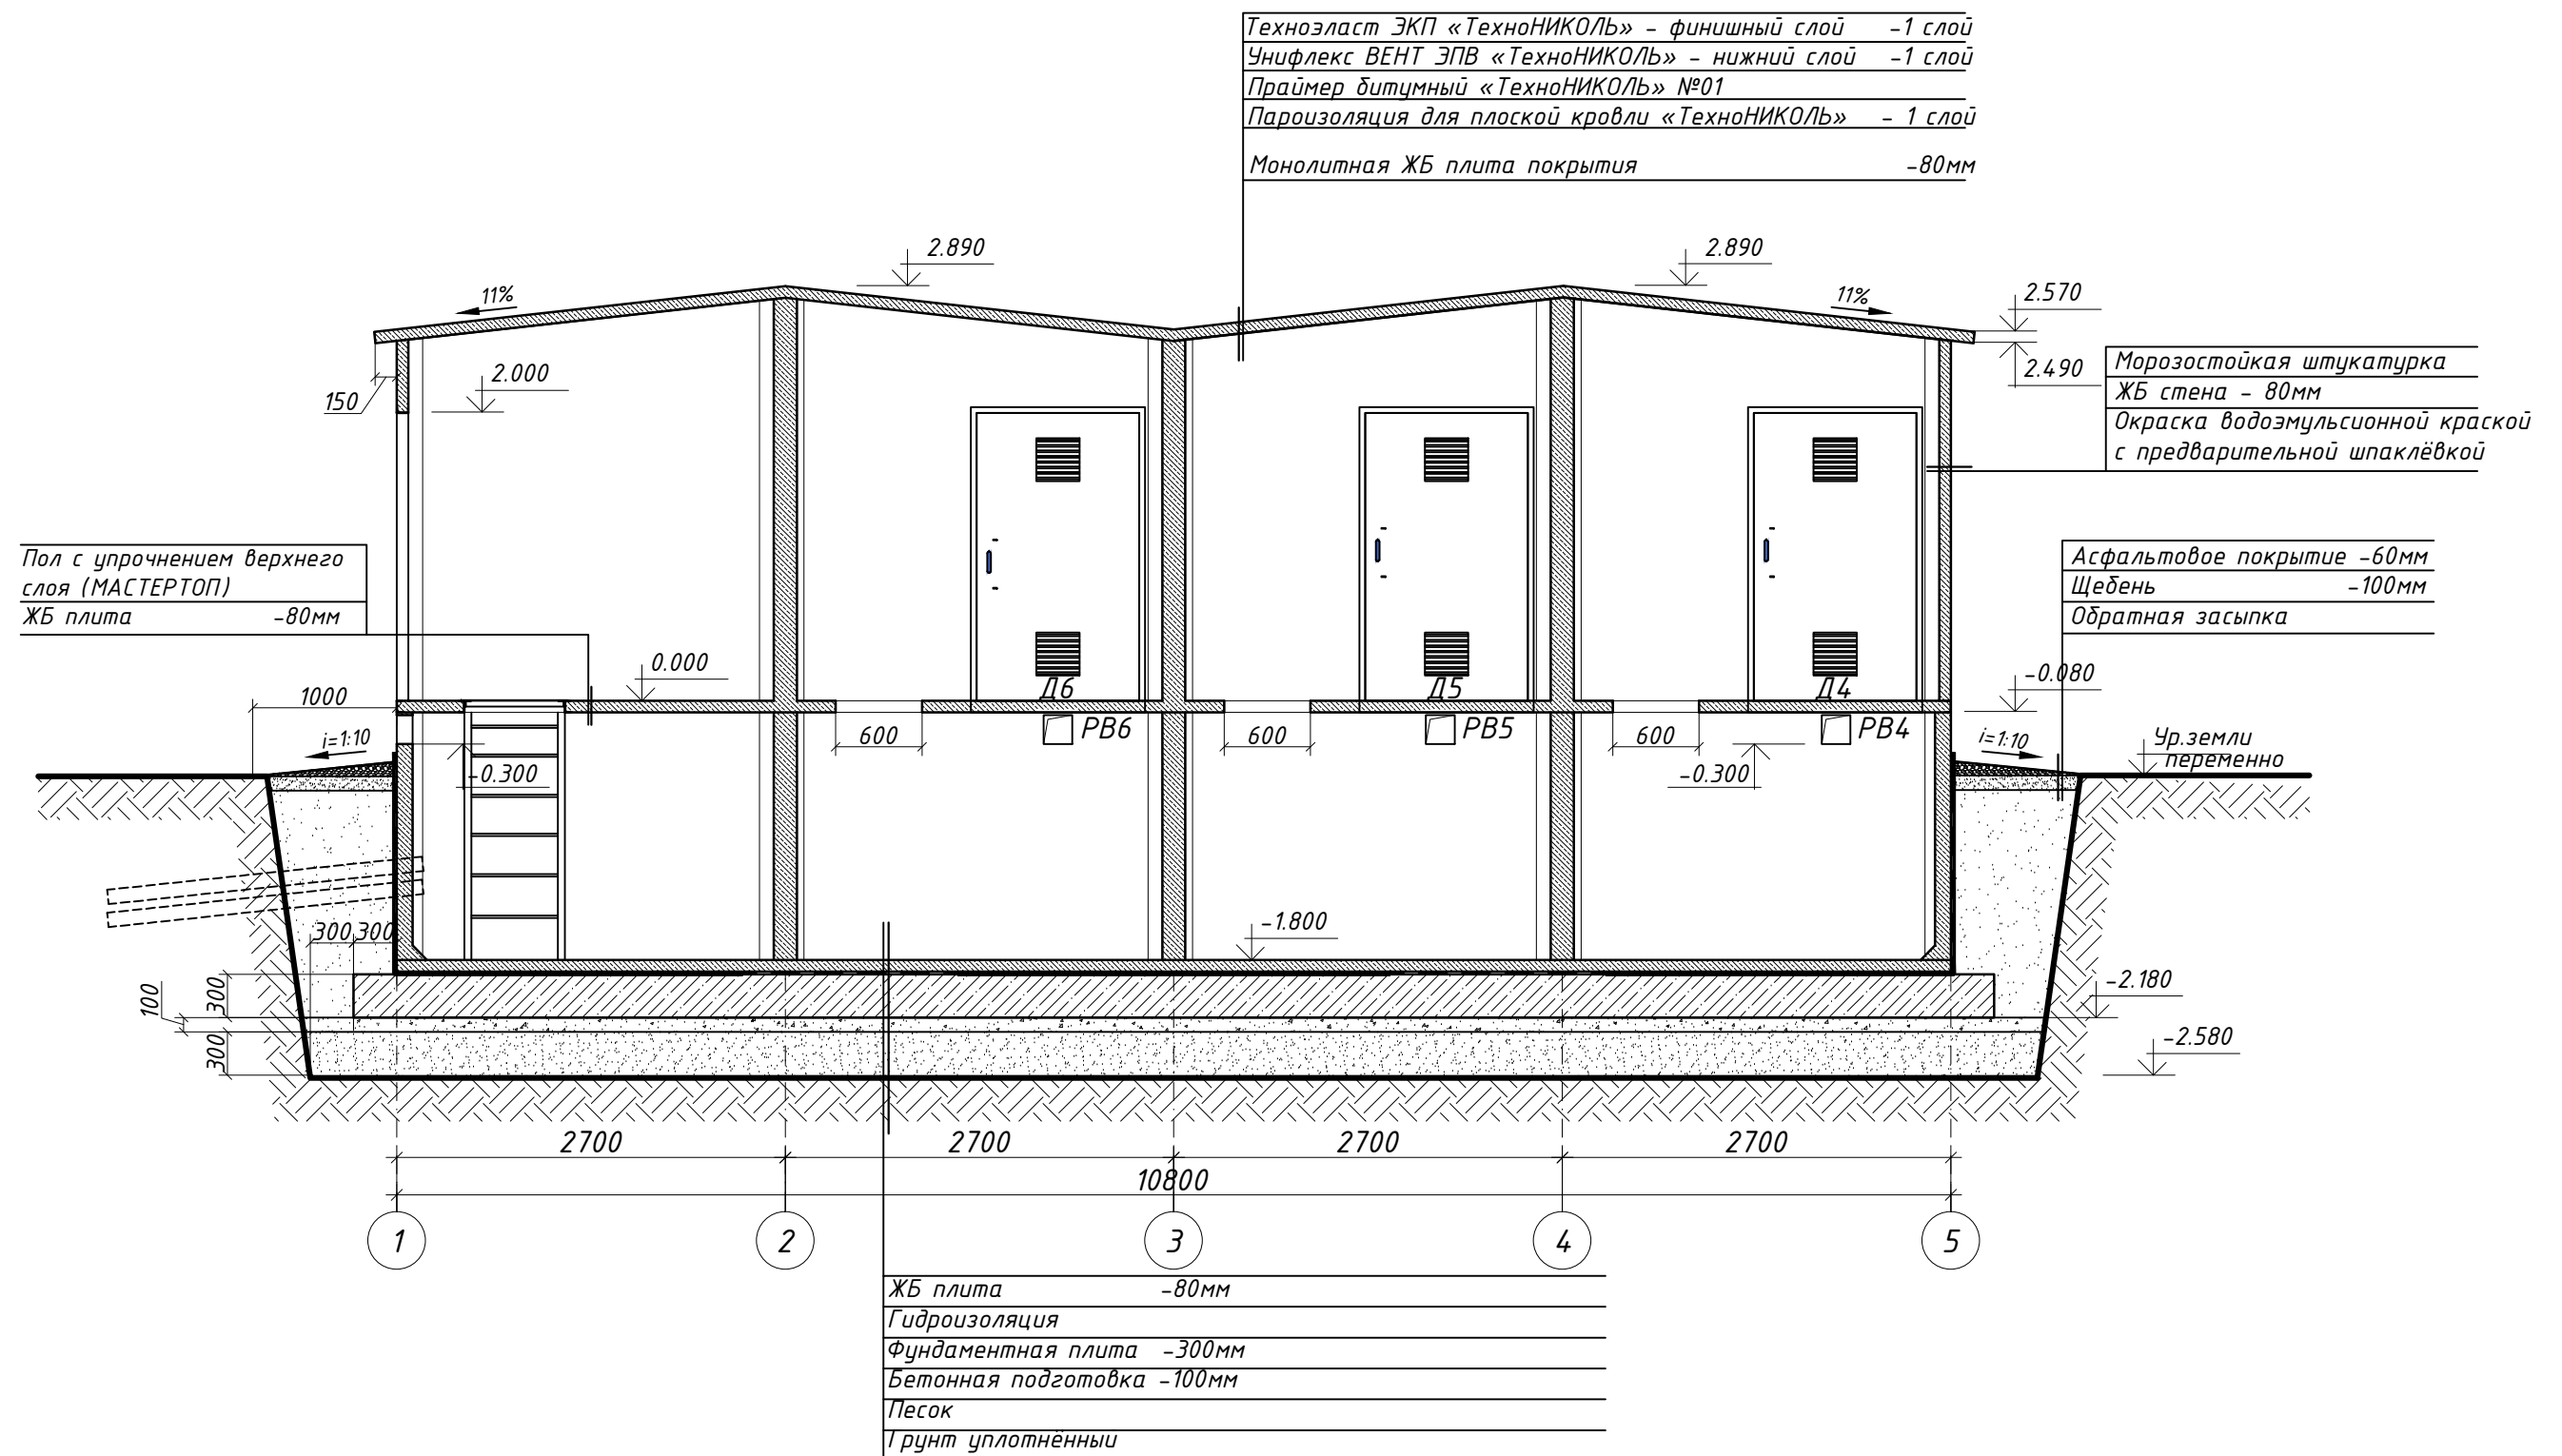 Техноэласт ЭКП «ТехноНИКОЛЬ» - финишный слой -1 слой
Унифлекс ВЕНТ ЭПВ «ТехноНИКОЛЬ» - нижний слой -1 слой
Праймер битумный «ТехноНИКОЛЬ» №01
Пароизоляция для плоской кровли «ТехноНИКОЛЬ» - 1 слой
Монолитная ЖБ плита покрытия -80мм
2.890
2.890
11%
11%
2.570
2.490
2.000
150
Морозостойкая штукатурка
ЖБ стена - 80мм
Окраска водоэмульсионной краской
с предварительной шпаклёвкой
Пол с упрочнением верхнего
слоя (МАСТЕРТОП)
ЖБ плита -80мм
Асфальтовое покрытие -60мм
Щебень -100мм
Обратная засыпка
0.000
-0.080
1000
Д6
Д5
Д4
РВ6
РВ5
РВ4
600
600
600
i=1:10
i=1:10
Ур.земли
переменно
-0.300
-0.300
300
300
-1.800
-2.180
-2.580
300
100
300
2700
2700
2700
2700
10800
1
2
3
4
5
ЖБ плита -80мм
Гидроизоляция
Фундаментная плита -300мм
Бетонная подготовка -100мм
Песок
Грунт уплотнённый